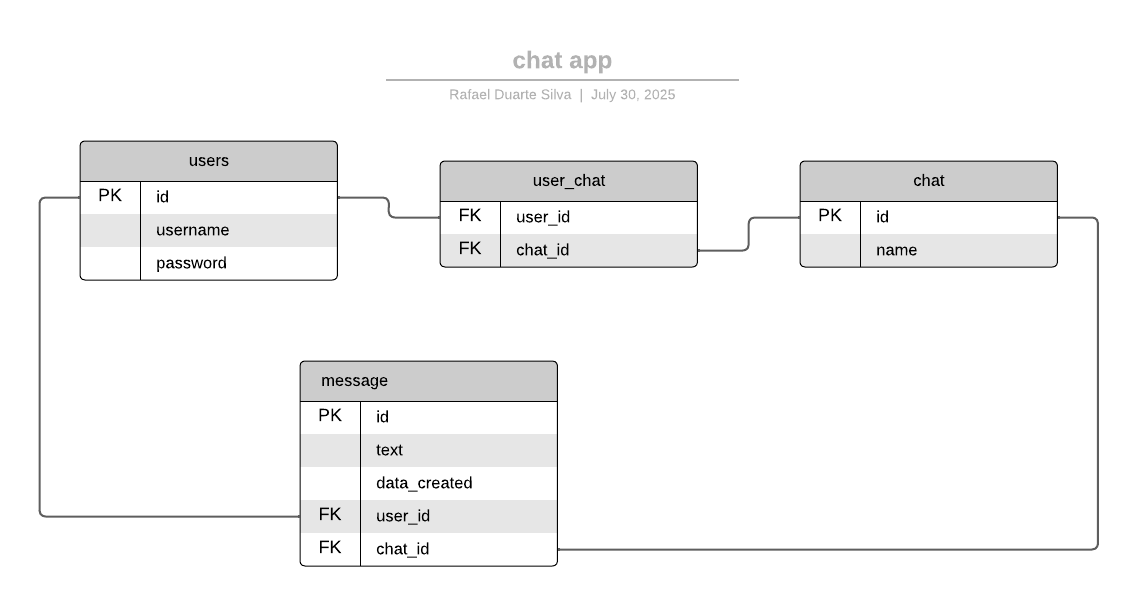 chat app
Rafael Duarte Silva | July 30, 2025
users
PK id
username
password
user_chat
FK user_id
FK chat_id
chat
PK id
name
message
PK id
text
data_created
FK user_id
FK chat_id